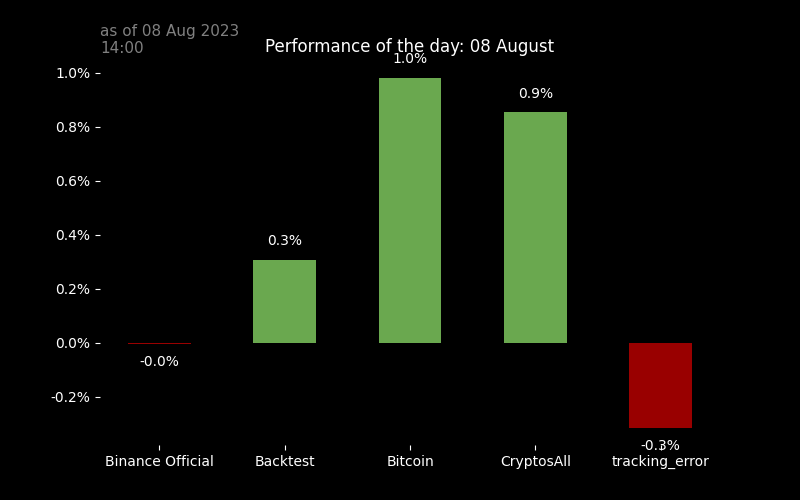 as of 08 Aug 2023
14:00
Performance of the day: 08 August
1.0%
1.0%
0.9%
0.8%
0.6%
0.4%
0.3%
0.2%
0.0%
-0.0%
-0.2%
-0.3%
Binance Official
Backtest
Bitcoin
CryptosAll
tracking_error